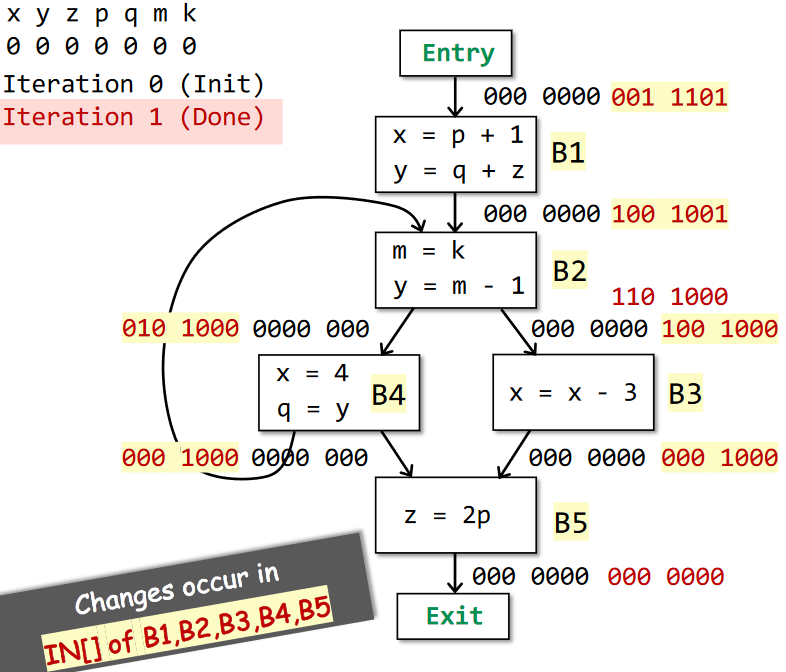 x y z p q m k
0 0 0 0 0 0 0
Iteration 0 (Init)
Iteration 1 (Done)
Entry
000 0000 001 1101
x = p + 1
y = q + z
B1
000 0000 100 1001
m = k
y = m - 1
B2
110 1000
010 1000 0000 000
000 0000 100 1000
x = 4
q = y
B4
x = x - 3
B3
000 1000 0000 000
000 0000 000 1000
z = 2p
B5
000 0000 000 0000
Exit
Changes occur in
IN[] of B1,B2,B3,B4,B5